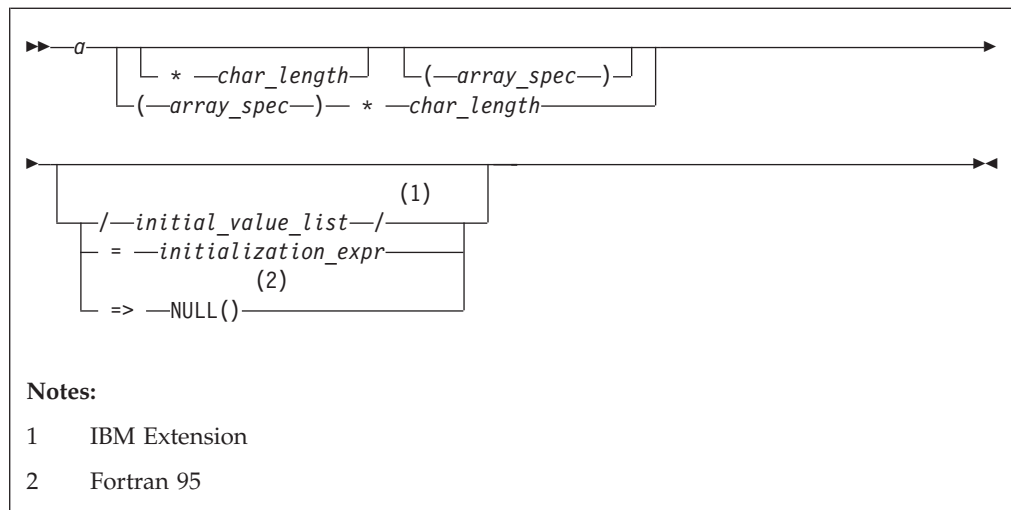 a
* char_length (array_spec)
(array_spec) * char_length
(1)
/initial_value_list/
= initialization_expr
(2)
=> NULL()
Notes:
1 IBM Extension
2 Fortran 95